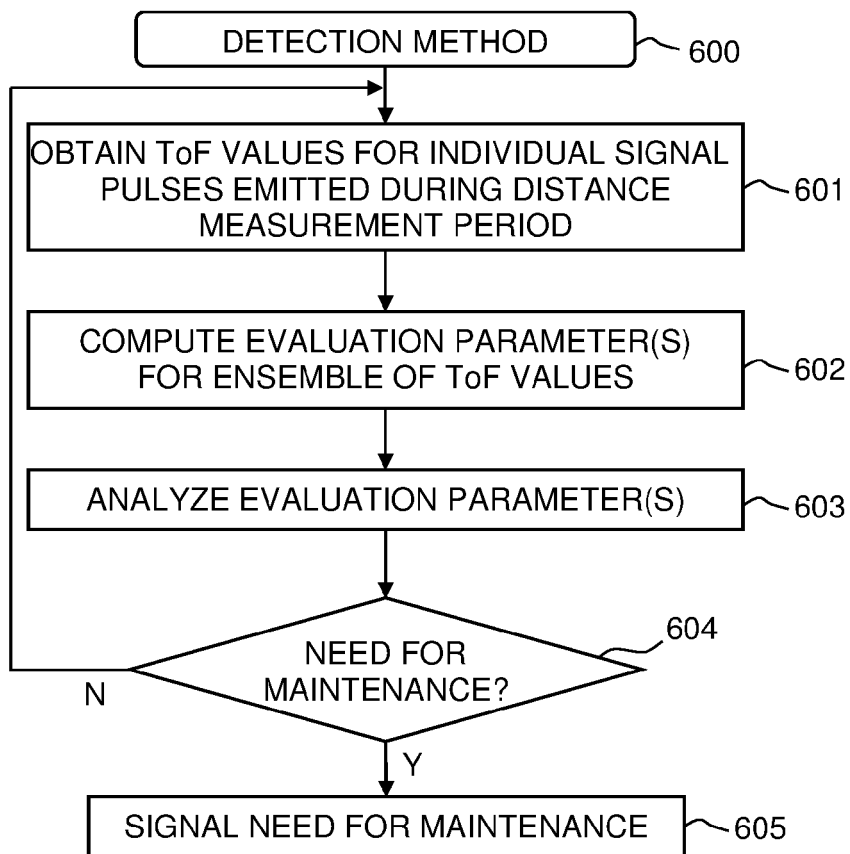 DETECTION METHOD
600
OBTAIN ToF VALUES FOR INDIVIDUAL SIGNAL
PULSES EMITTED DURING DISTANCE
MEASUREMENT PERIOD
601
COMPUTE EVALUATION PARAMETER(S)
FOR ENSEMBLE OF ToF VALUES
602
ANALYZE EVALUATION PARAMETER(S)
603
604
NEED FOR
MAINTENANCE?
N
Y
SIGNAL NEED FOR MAINTENANCE
605